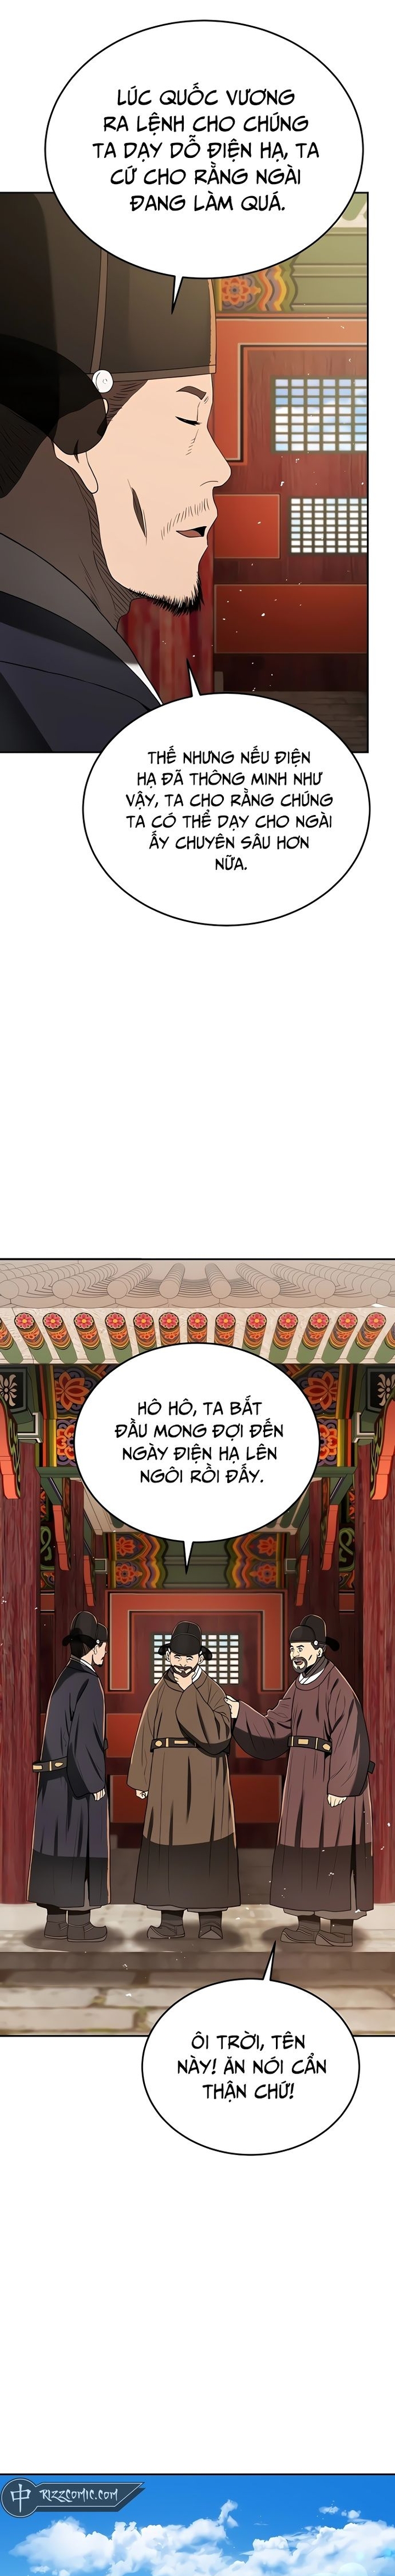 LÚC QUỐC VƯƠNG
RA LỆNH CHO CHÚNG
TA DẠY DỖ ĐIỆN HẠ, TA
CỨ CHO RẰNG NGÀI
ĐANG LÀM QUÁ.
THẾ NHƯNG NẾU ĐIỆN
HẠ ĐÃ THÔNG MINH NHƯ
VẬY, TA CHO RẰNG CHÚNG
TA CÓ THỂ DẠY CHO NGÀI
ẤY CHUYÊN SÂU HƠN
NỮA.
HÔ HÔ, TA BẮT
ĐẦU MONG ĐỢI ĐẾN
NGÀY ĐIỆN HẠ LÊN
NGÔI RỒI ĐẤY.
ÔI TRỜI, TÊN
NÀY! ĂN NÓI CẨN
THẬN CHỨ!
中 RIZZCOMIC.COM